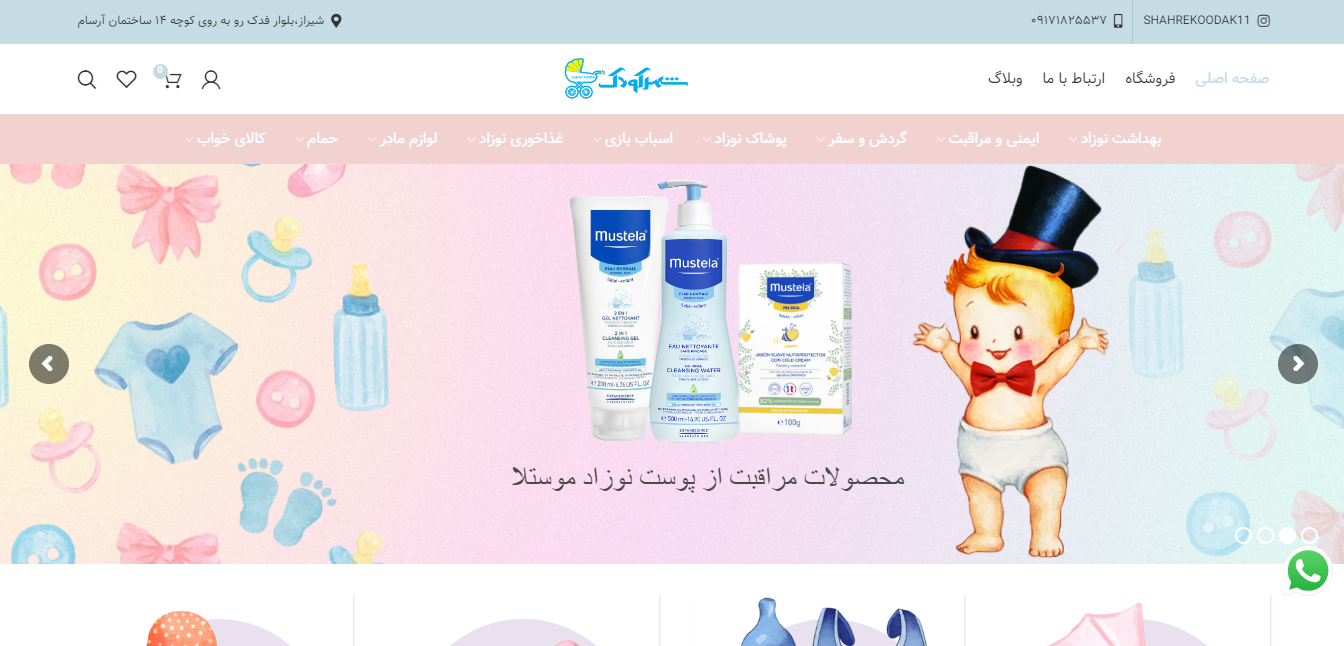 SHAHREKOODAK11
۰۹۱۷۱۸۲۵۵۳۷
شیراز،بلوار فدک رو به روی کوچه ۱۴ ساختمان آرسام
صفحه اصلی فروشگاه ارتباط با ما وبلاگ
شهرکودک
0
بهداشت نوزاد ایمنی و مراقبت گردش و سفر پوشاک نوزاد اسباب بازی غذاخوری نوزاد لوازم مادر حمام کالای خواب
Mustela
Mustela
Mustela
2 EN 1
GEL NETTOYANT
2 IN 1
CLEANSING GEL
EAU NETTOYANTE
CLEANSING WATER
JABÓN SUAVE NUTRIPROTECTOR
CON COLD CREAM
92%
℮ 200 ml-6.76 US FL. OZ
℮ 500 ml-16.90 US FL. OZ
℮100g
محصولات مراقبت از پوست نوزاد موستلا